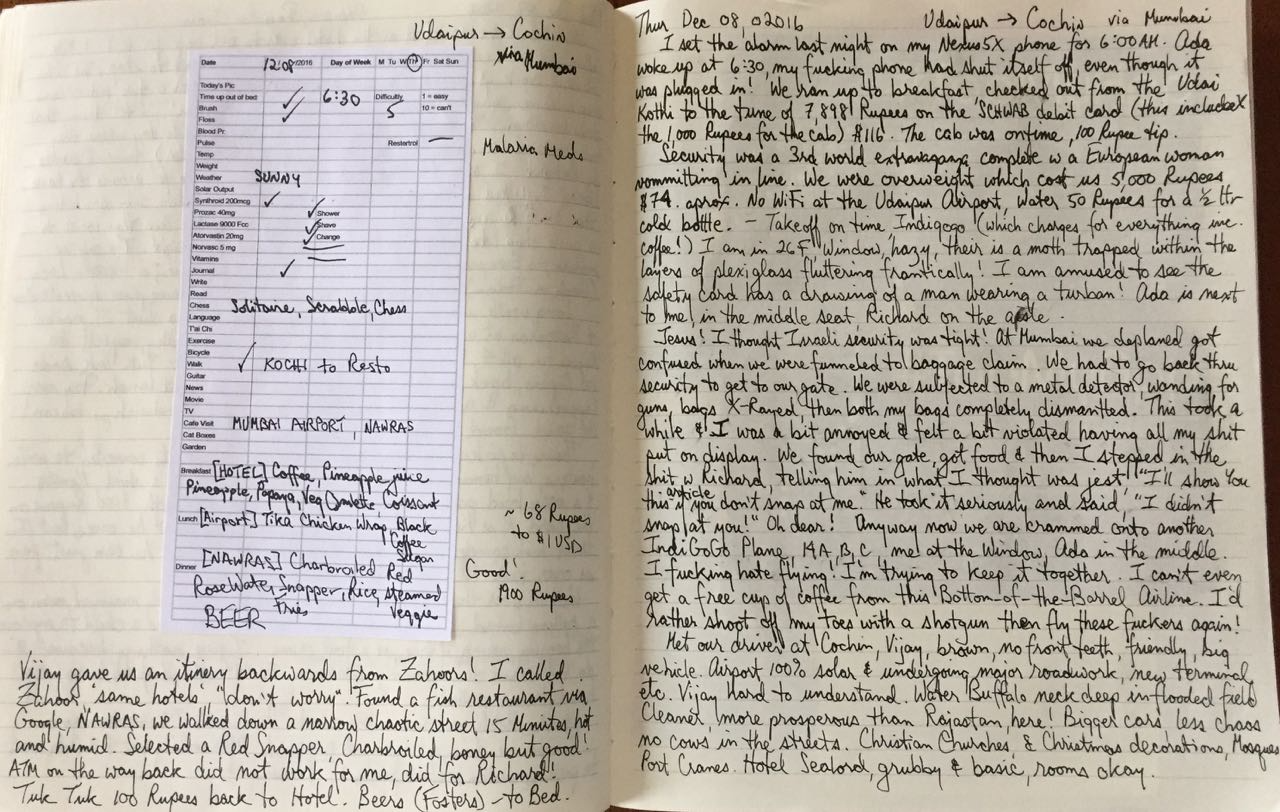 Udaipur → Cochin
via Mumbai
Date 12/08/2016 Day of Week M Tu W Th Fr Sat Sun
Today's Pic
Time up out of bed 6:30 Difficultly 1 = easy
Brush 5 10 = can't
Floss
Blood Pr.
Pulse Restertrol —
Temp
Malaria Meds
Weight
Weather SUNNY
Solar Output
Synthroid 200mcg
Prozac 40mg Shower
Lactase 9000 Fcc Shave
Atorvastin 20mg Change
Norvasc 5 mg
Vitamins
Journal
Write
Read
Chess Solitaire, Scrabble, Chess
Language
T'ai Chi
Exercise
Bicycle
Walk KOCHI to Resto
Guitar
News
Movie
TV
Cafe Visit MUMBAI AIRPORT, NAWRAS
Cat Boxes
Garden
Breakfast [HOTEL] Coffee, Pineapple juice
Pineapple, Papaya, Veg Omlette Croissant
Lunch [Airport] Tika Chicken Wrap, Black
Coffee
~ 68 Rupees
to $1 USD
Dinner [NAWRAS] Charbroiled Red
Rose Water, Snapper, Rice, steamed
fries Veggie
BEER
Good!
1900 Rupees
Vijay gave us an itinery backwards from Zahoors! I called
Zahoor, "same hotels" "don't worry". Found a fish restaurant via
Google, NAWRAS, we walked down a narrow chaotic street 15 Minutes, hot
and humid. Selected a Red Snapper, Charbroiled, boney but good!
ATM on the way back did not work for me, did for Richard!
Tuk Tuk 100 Rupees back to Hotel. Beers (Fosters) - to Bed.
Thur Dec 08, 02016 Udaipur → Cochin via Mumbai
I set the alarm last night on my Nexus 5X phone for 6:00 AM. Ada
woke up at 6:30, my fucking phone had shut itself off, even though it
was plugged in! We ran up to breakfast, checked out from the Udai
Kothi to the tune of 7,898 Rupees on the SCHWAB debit card (this includes
the 1,000 Rupees for the cab) $116. The cab was ontime, 100 Rupee tip.
Security was a 3rd world extravaganza complete w a European woman
vommitting in line. We were overweight which cost us 5,000 Rupees
$74. aprox. No WiFi at the Udaipur Airport, Water 50 Rupees for a ½ ltr
cold bottle. - Takeoff on time Indigogo (which charges for everything inc.
coffee!) I am in 26F, Window, hazy, their is a moth trapped within the
layers of plexiglass fluttering frantically! I am amused to see the
safety card has a drawing of a man wearing a turban! Ada is next
to me, in the middle seat, Richard on the aisle.
Jesus! I thought Israeli security was tight! At Mumbai we deplaned got
confused when we were funneled to baggage claim. We had to go back thru
security to get to our gate. We were subjected to a metal detector, wanding for
guns, bags X-Rayed, then both my bags completely dismantled. This took a
while & I was a bit annoyed & felt a bit violated having all my shit
put on display. We found our gate, got food & then I stepped in the
shit w Richard, telling him in what I thought was jest "I'll show you
this article if you don't snap at me." He took it seriously and said, "I didn't
snap at you!" Oh dear! Anyway now we are crammed onto another
IndiGoGo Plane, 14A,B,C, me at the Window, Ada in the middle.
I fucking hate flying! I'm trying to keep it together. I can't even
get a free cup of coffee from this Bottom-of-the-Barrel Airline. I'd
rather shoot off my toes with a shotgun then fly these fuckers again!
Met our driver at Cochin, Vijay, brown, no front teeth, friendly, big
vehicle. Airport 100% solar & undergoing major roadwork, new terminal,
etc. Vijay hard to understand. Water Buffalo neck deep in flooded field
Cleaner, more prosperous than Rajastan, here! Bigger cars, less chaos
no cows in the streets. Christian Churches, & Christmas decorations, Mosques
Port Cranes. Hotel Sealord, grubby & basic, rooms okay.